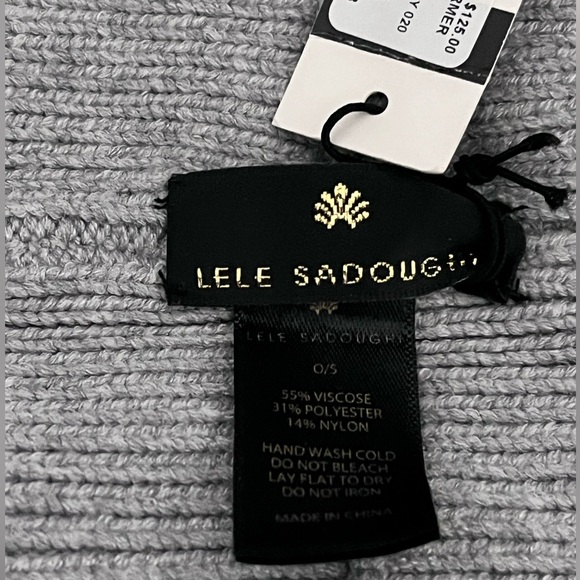 $125.00
RMER
Y 020
LELE SADOUGHI
LELE SADOUGHI
O/S
55% VISCOSE
31% POLYESTER
14% NYLON
HAND WASH COLD
DO NOT BLEACH
LAY FLAT TO DRY
DO NOT IRON
MADE IN CHINA